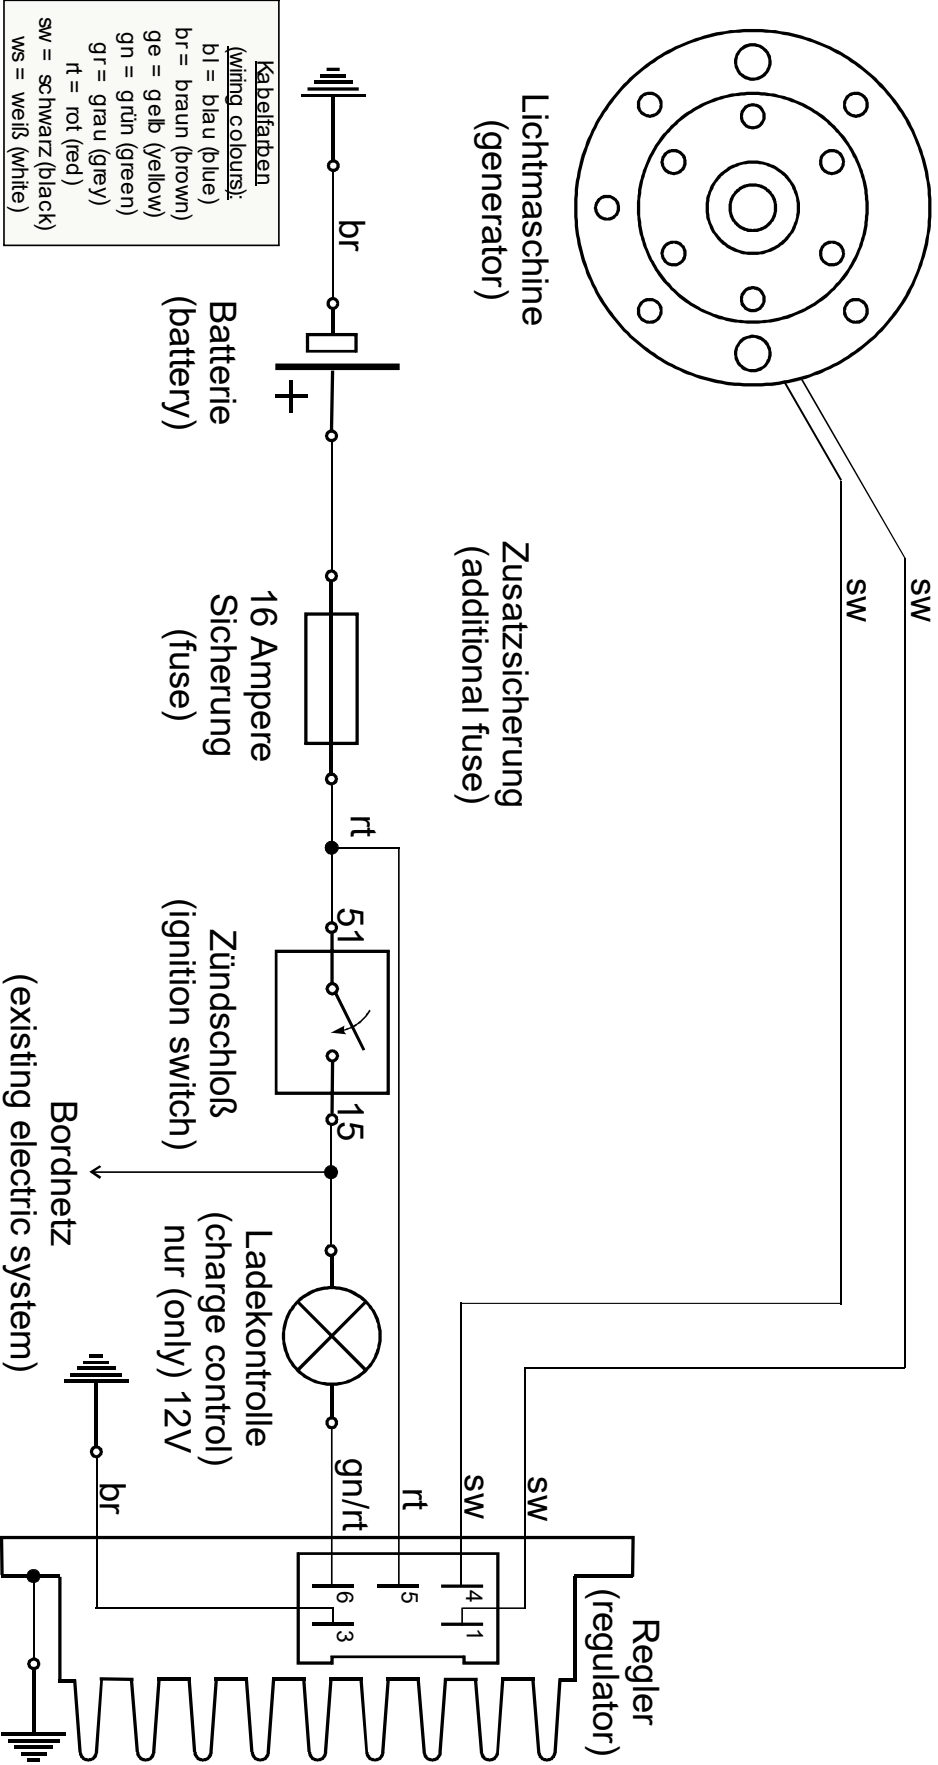 Lichtmaschine
(generator)
sw
sw
Zusatzsicherung
(additional fuse)
br
Batterie
(battery)
+
16 Ampere
Sicherung
(fuse)
rt
51
15
Zündschloß
(ignition switch)
Bordnetz
(existing electric system)
Ladekontrolle
(charge control)
nur (only) 12V
gn/rt
rt
sw
sw
br
Regler
(regulator)
4
1
5
6
3
Kabelfarben
(wiring colours):
bl = blau (blue)
br = braun (brown)
ge = gelb (yellow)
gn = grün (green)
gr = grau (grey)
rt = rot (red)
sw = schwarz (black)
ws = weiß (white)